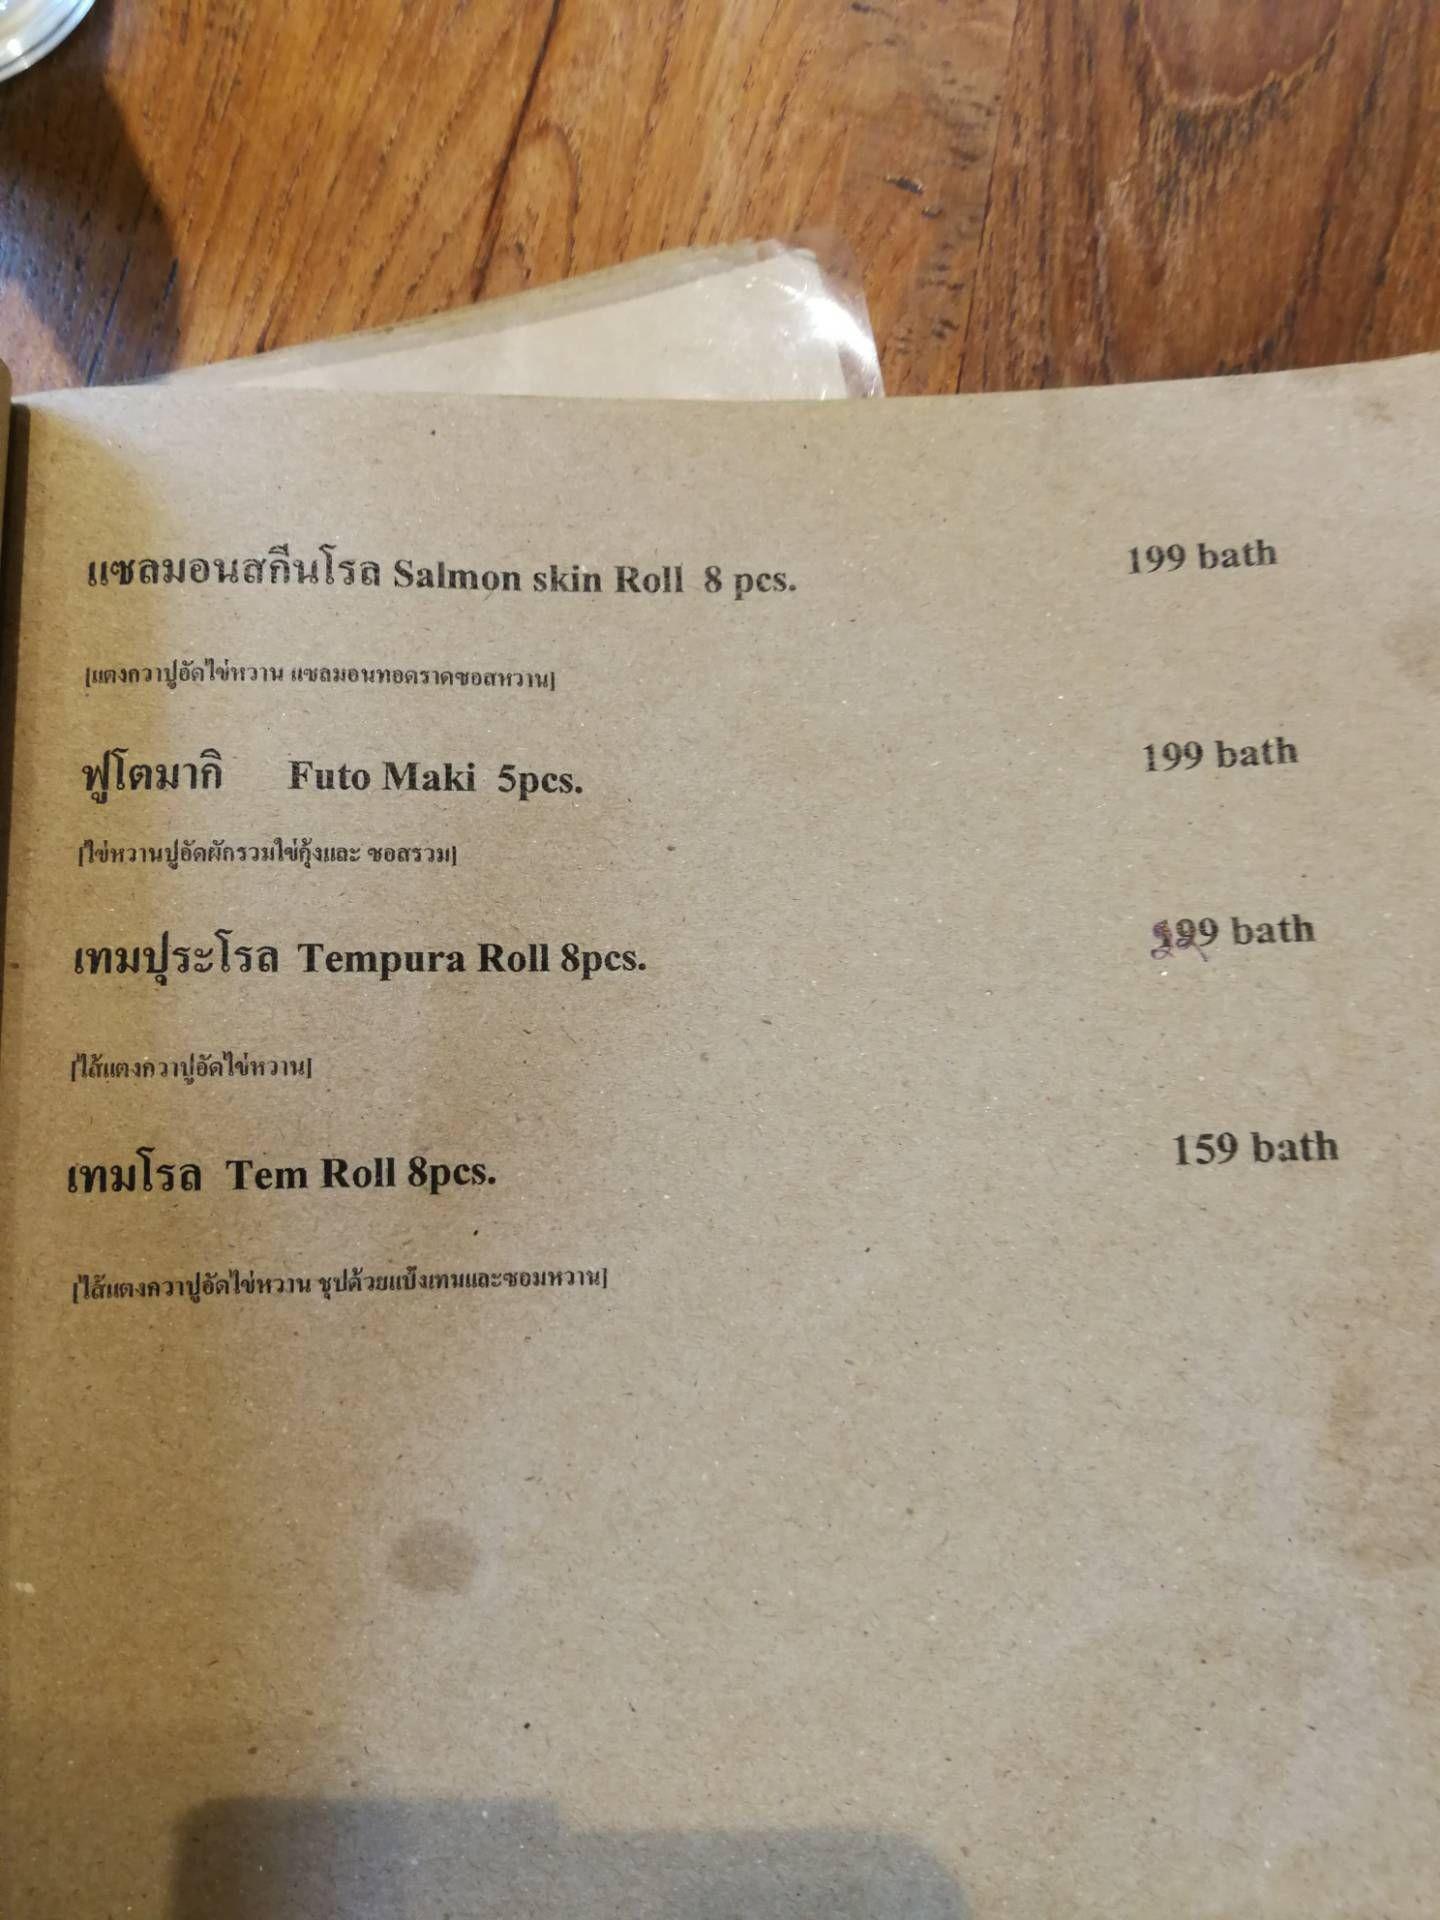 แซลมอนสกีนโรล Salmon skin Roll 8 pcs. 199 bath
[แตงกวาปูอัดไข่หวาน แซลมอนทอดราดซอสหวาน]
ฟูโตมากิ Futo Maki 5pcs. 199 bath
[ไข่หวานปูอัดผักรวมไข่กุ้งและ ซอสรวม]
เทมปุระโรล Tempura Roll 8pcs. bath
[ไส้แตงกวาปูอัดไข่หวาน]
เทมโรล Tem Roll 8pcs. 159 bath
[ไส้แตงกวาปูอัดไข่หวาน ชุปด้วยแป้งเทมและซอมหวาน]